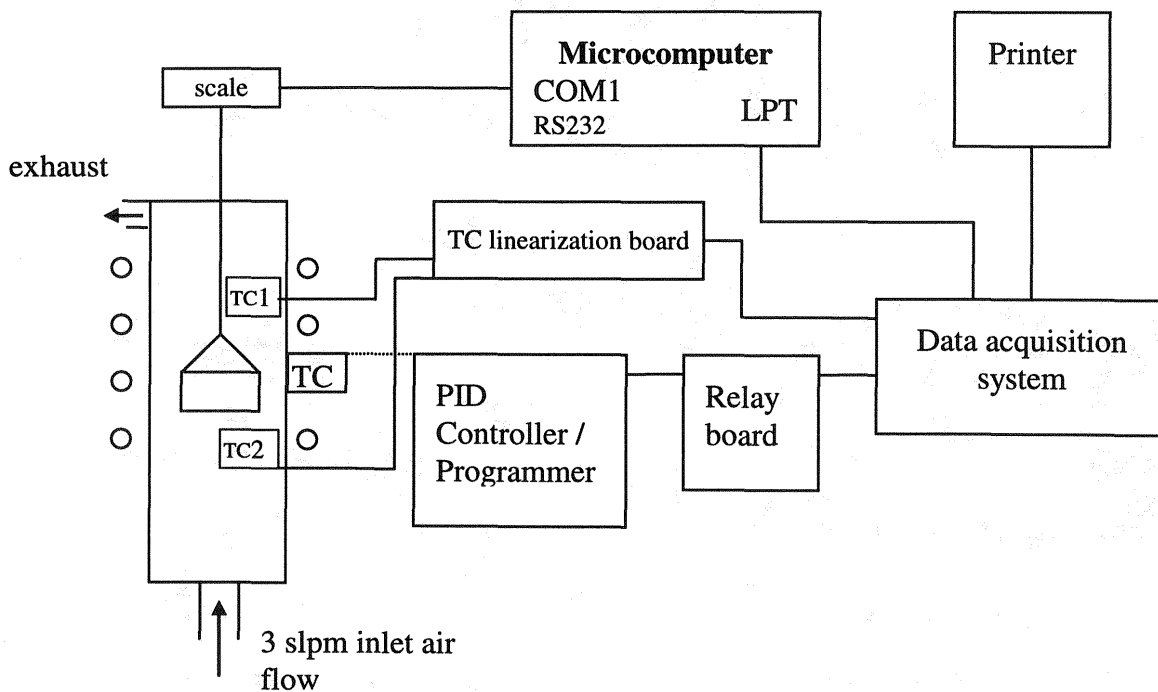 Microcomputer
COM1
RS232
LPT
Printer
scale
exhaust
TC linearization board
TC1
Data acquisition
system
TC
PID
Controller /
Programmer
Relay
board
TC2
3 slpm inlet air
flow